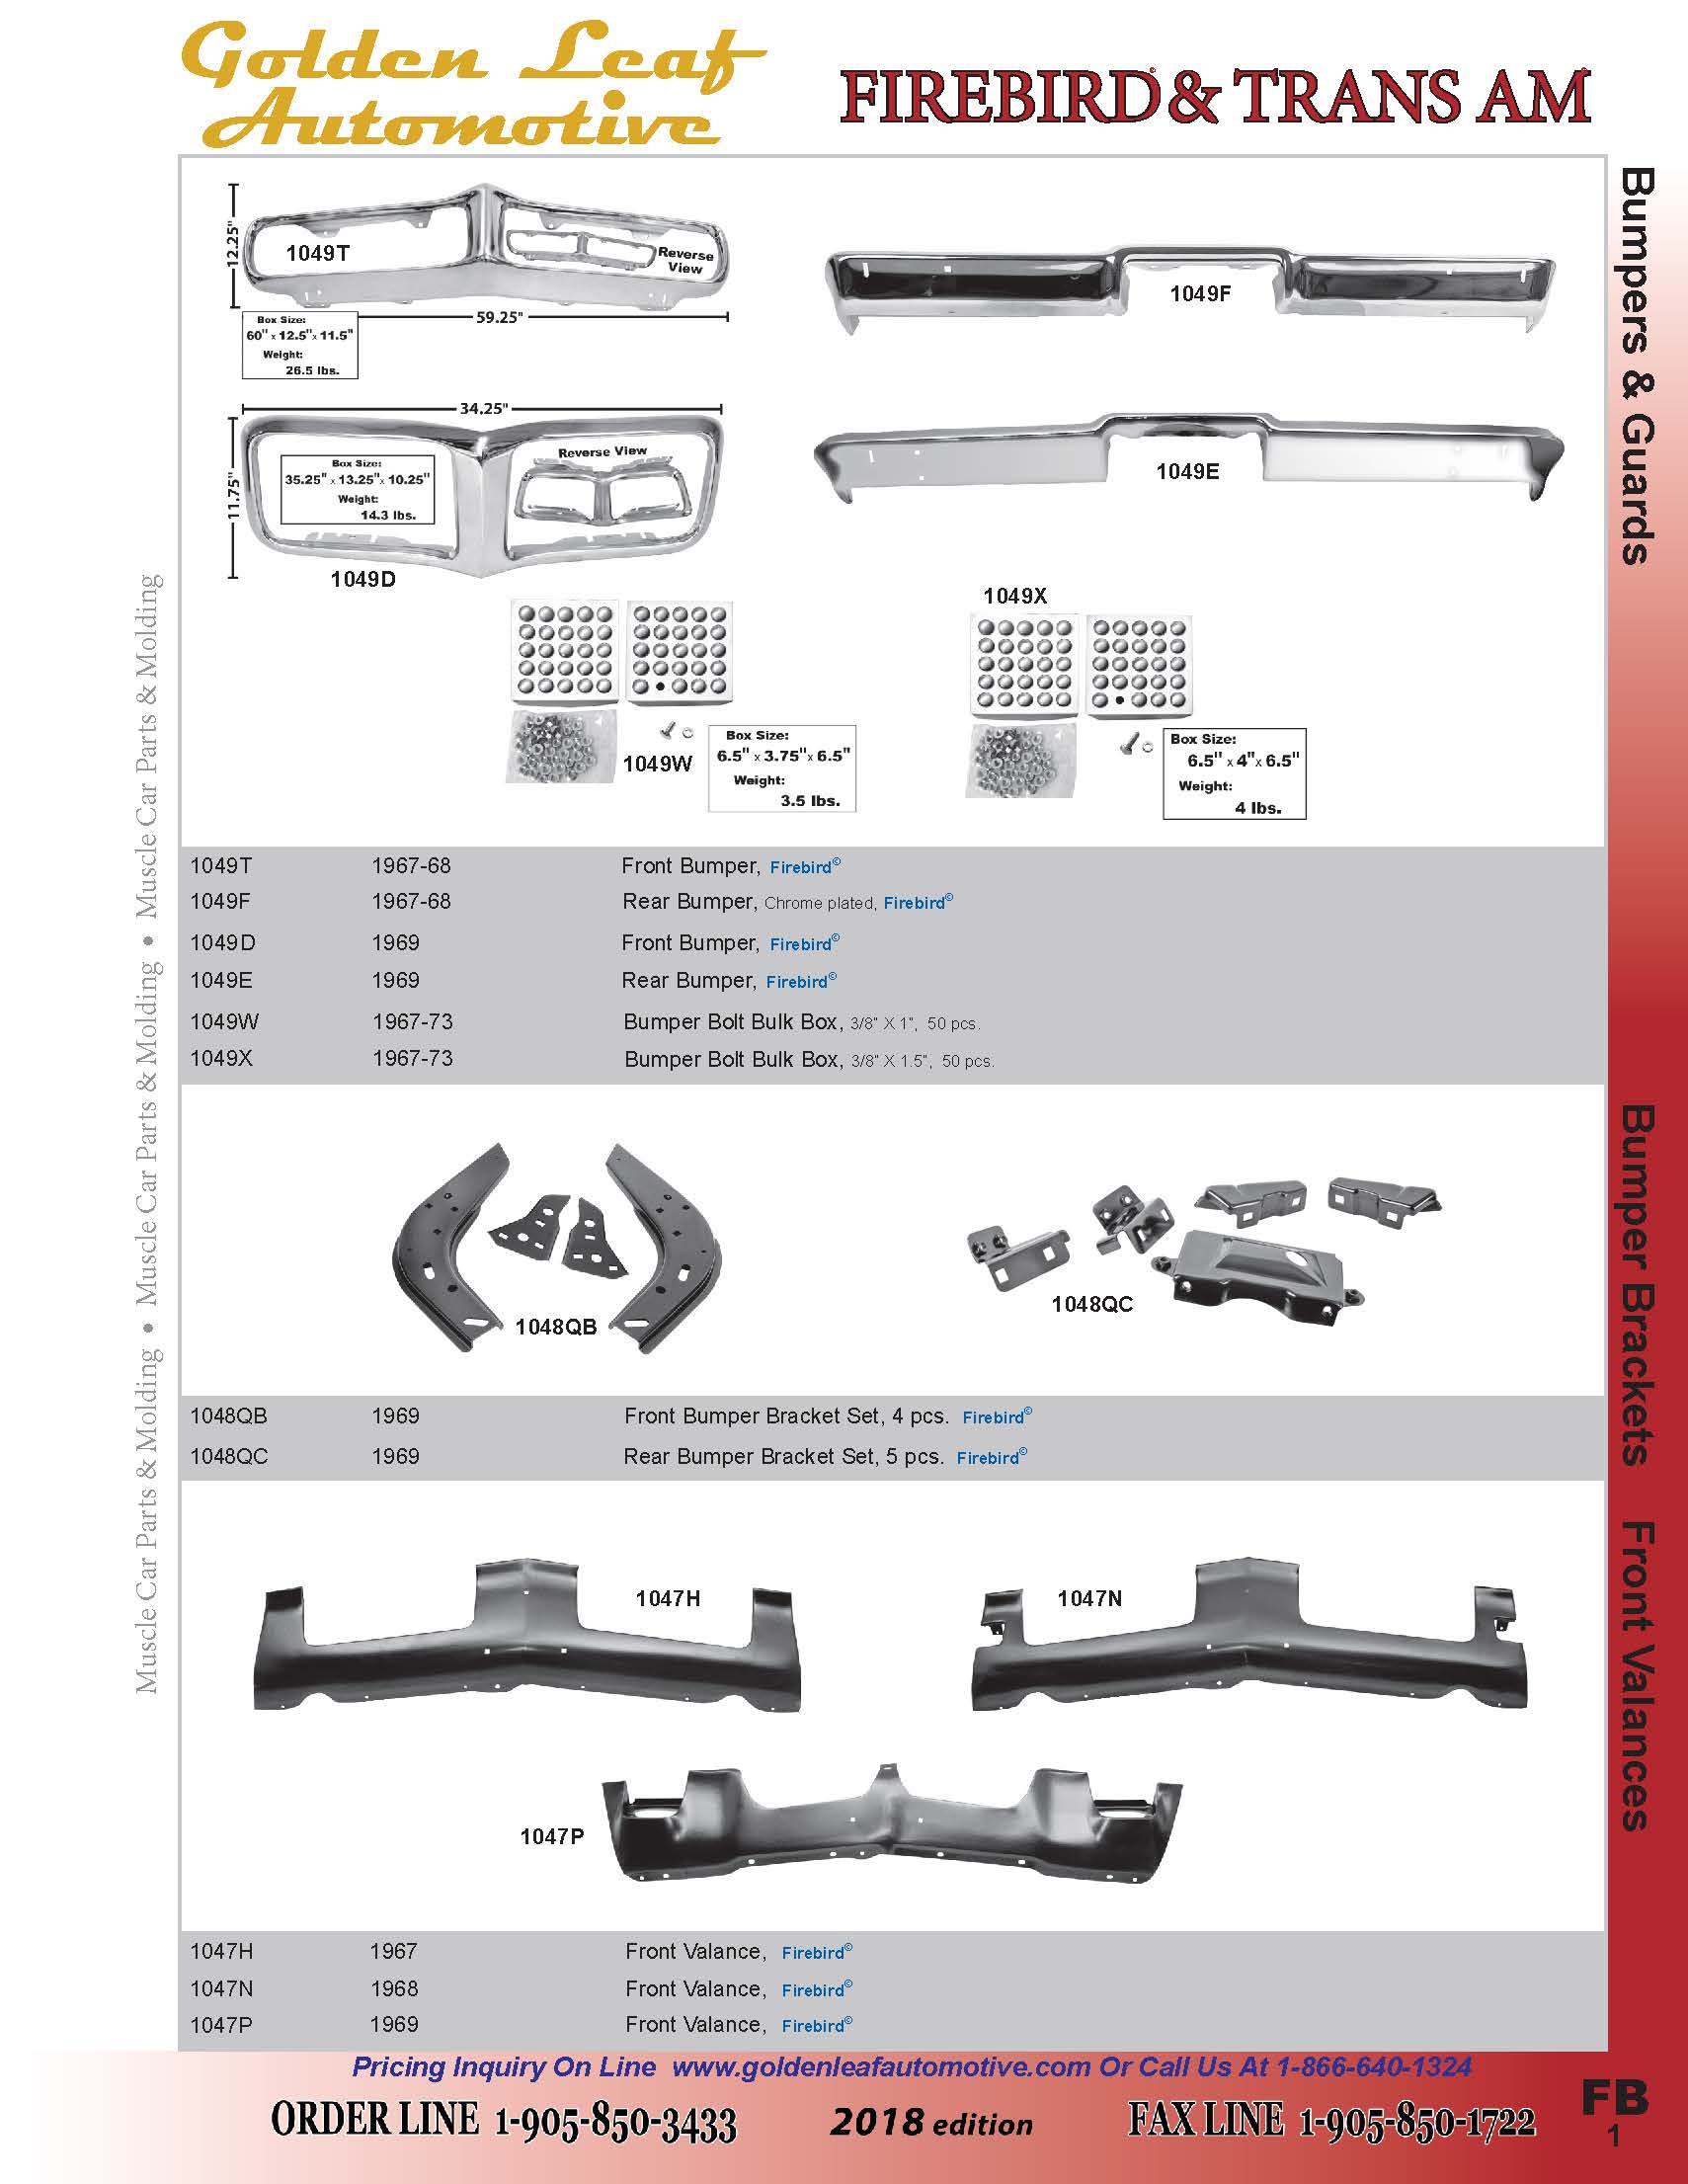 Golden Leaf
Automotive
FIREBIRD & TRANS AM
12.25"
1049T
Reverse
View
59.25"
Box Size:
60" x 12.5" x 11.5"
Weight:
26.5 lbs.
1049F
34.25"
11.75"
Box Size:
35.25" x 13.25" x 10.25"
Weight:
14.3 lbs.
Reverse View
1049D
1049E
1049W
Box Size:
6.5" x 3.75" x 6.5"
Weight:
3.5 lbs.
1049X
Box Size:
6.5" x 4" x 6.5"
Weight:
4 lbs.
1049T 1967-68 Front Bumper, Firebird©
1049F 1967-68 Rear Bumper, Chrome plated, Firebird©
1049D 1969 Front Bumper, Firebird©
1049E 1969 Rear Bumper, Firebird©
1049W 1967-73 Bumper Bolt Bulk Box, 3/8" X 1", 50 pcs.
1049X 1967-73 Bumper Bolt Bulk Box, 3/8" X 1.5", 50 pcs.
1048QB
1048QC
1048QB 1969 Front Bumper Bracket Set, 4 pcs. Firebird©
1048QC 1969 Rear Bumper Bracket Set, 5 pcs. Firebird©
1047H
1047N
1047P
1047H 1967 Front Valance, Firebird©
1047N 1968 Front Valance, Firebird©
1047P 1969 Front Valance, Firebird©
Muscle Car Parts & Molding • Muscle Car Parts & Molding • Muscle Car Parts & Molding
Bumpers & Guards
Bumper Brackets
Front Valances
Pricing Inquiry On Line www.goldenleafautomotive.com Or Call Us At 1-866-640-1324
ORDER LINE 1-905-850-3433
2018 edition
FAX LINE 1-905-850-1722
FB
1